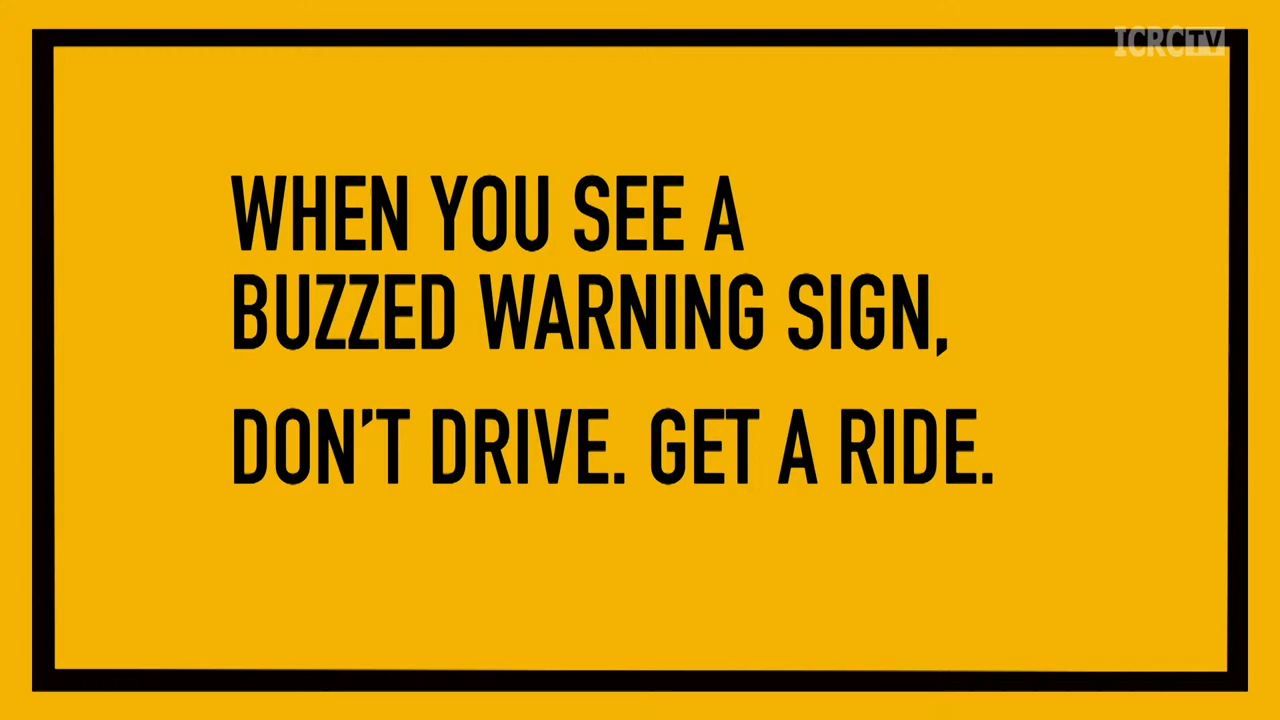 ICRCTV
WHEN YOU SEE A
BUZZED WARNING SIGN,
DON'T DRIVE. GET A RIDE.